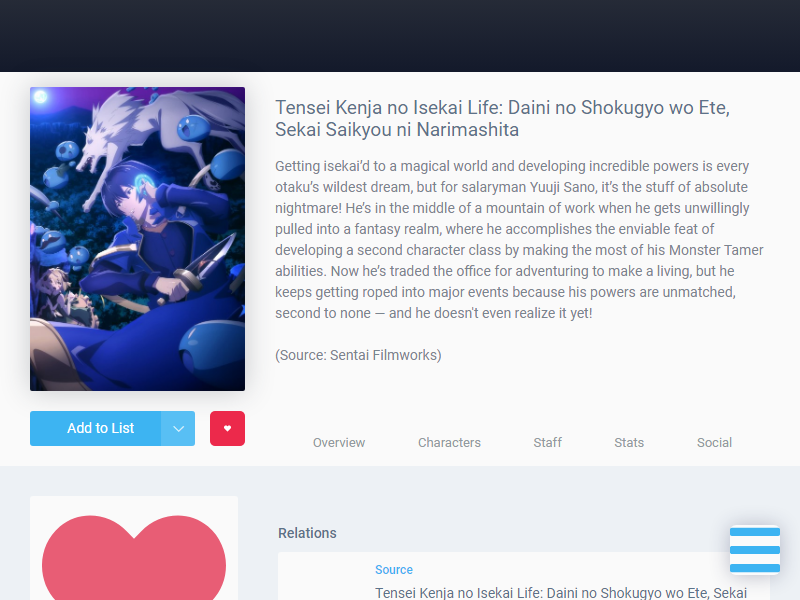 Tensei Kenja no Isekai Life: Daini no Shokugyo wo Ete,
Sekai Saikyou ni Narimashita
Getting isekai’d to a magical world and developing incredible powers is every
otaku’s wildest dream, but for salaryman Yuuji Sano, it’s the stuff of absolute
nightmare! He’s in the middle of a mountain of work when he gets unwillingly
pulled into a fantasy realm, where he accomplishes the enviable feat of
developing a second character class by making the most of his Monster Tamer
abilities. Now he’s traded the office for adventuring to make a living, but he
keeps getting roped into major events because his powers are unmatched,
second to none — and he doesn't even realize it yet!
(Source: Sentai Filmworks)
Add to List
Overview Characters Staff Stats Social
Relations
Source
Tensei Kenja no Isekai Life: Daini no Shokugyo wo Ete, Sekai